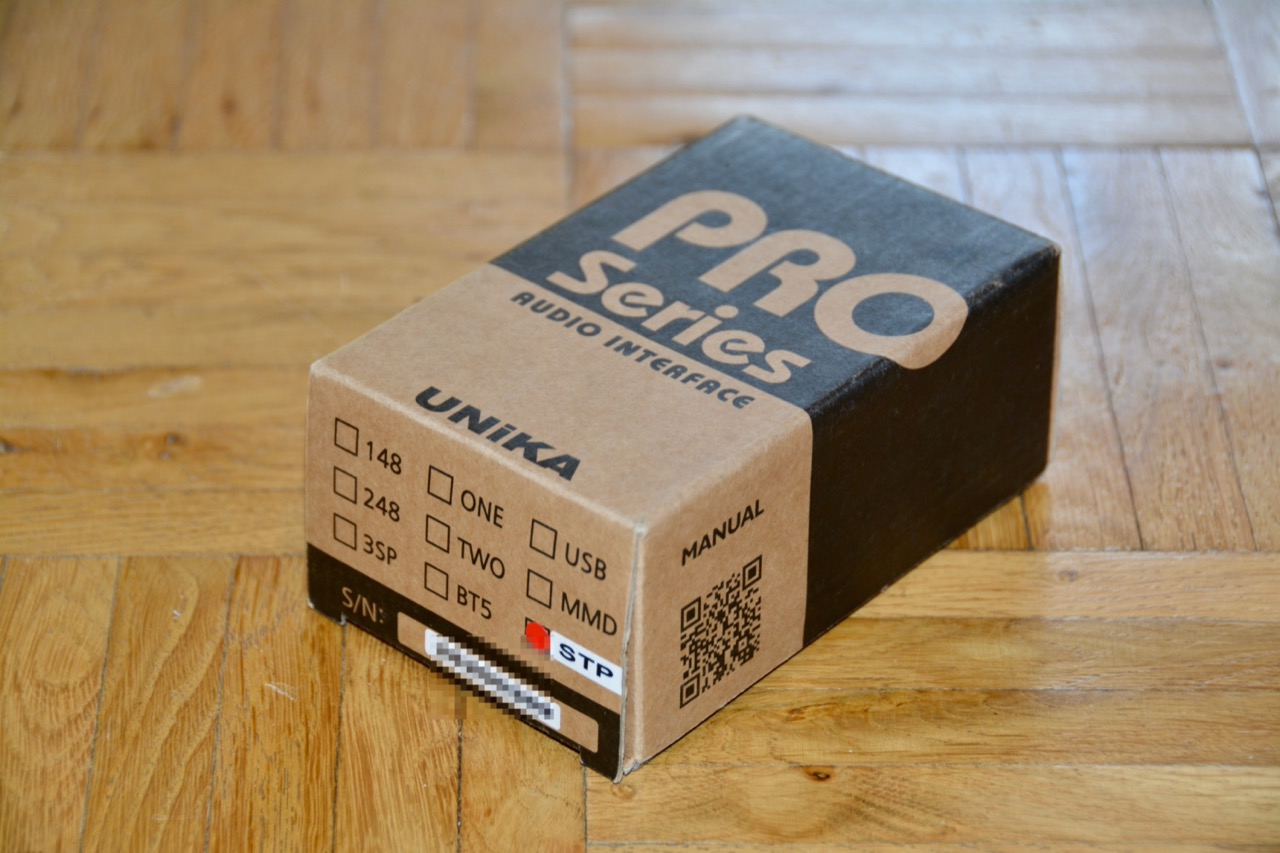 PRO
Series
AUDIO INTERFACE
UNiKA
148
248
3SP
ONE
TWO
BT5
USB
MMD
STP
S/N:
MANUAL